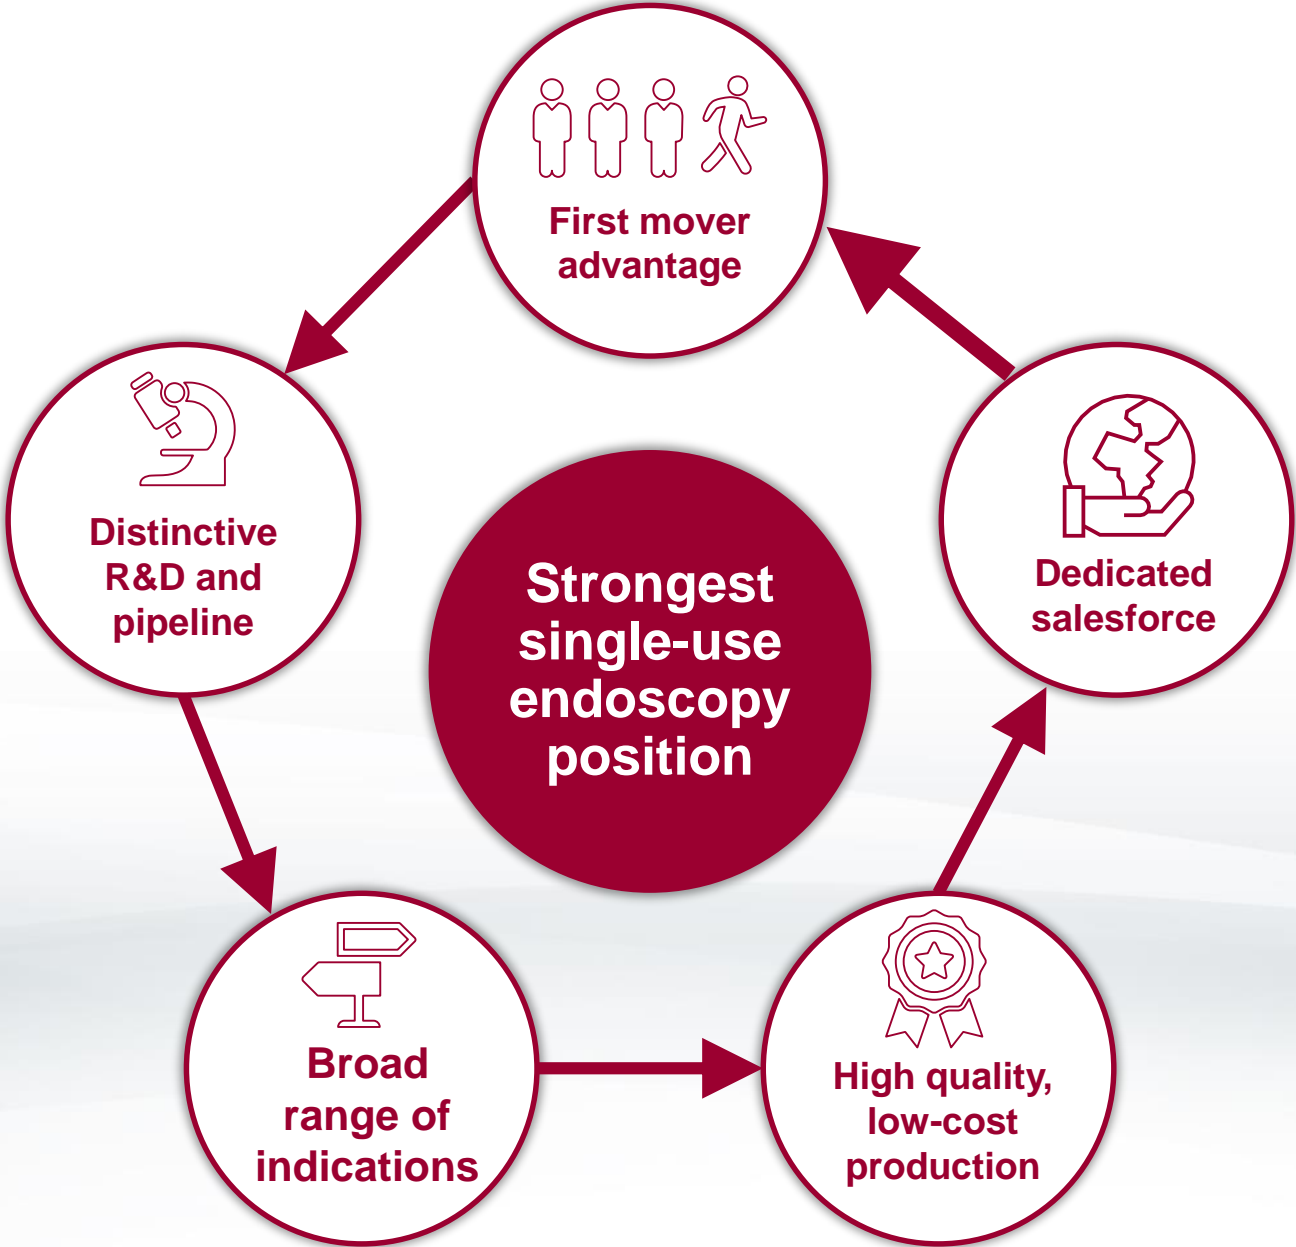 First mover
advantage
Distinctive
R&D and
pipeline
Dedicated
salesforce
Strongest
single-use
endoscopy
position
Broad
range of
indications
High quality,
low-cost
production